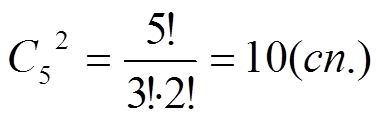 C₅² = 5!/(3!·2!) = 10(сп.)